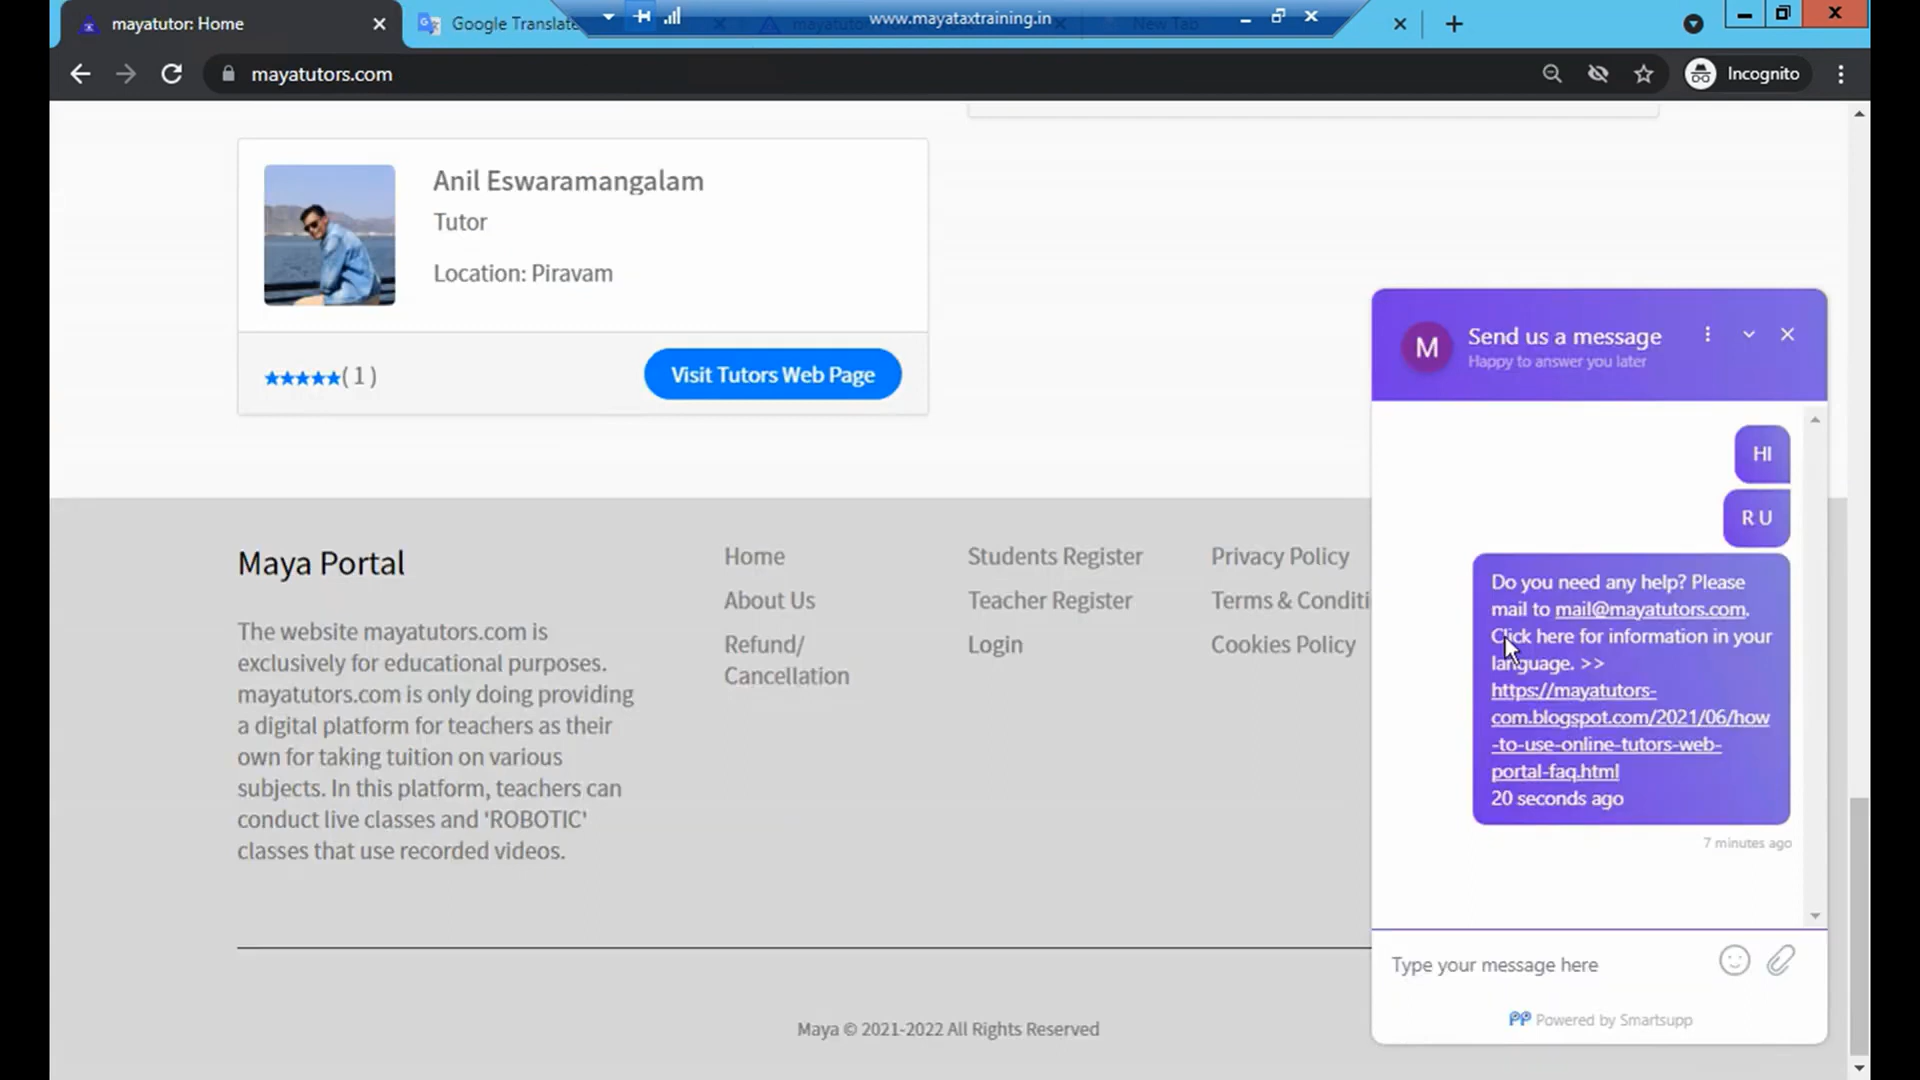 mayatutor: Home
Google Translate
www.mayataxtraining.in
New Tab
mayatutors.com
Incognito
Anil Eswaramangalam
Tutor
Location: Piravam
★★★★★( 1 )
Visit Tutors Web Page
Send us a message
Happy to answer you later
M
HI
R U
Do you need any help? Please
mail to mail@mayatutors.com.
Click here for information in your
language. >>
https://mayatutors-
com.blogspot.com/2021/06/how
-to-use-online-tutors-web-
portal-faq.html
20 seconds ago
7 minutes ago
Type your message here
Powered by Smartsupp
Maya Portal
The website mayatutors.com is
exclusively for educational purposes.
mayatutors.com is only doing providing
a digital platform for teachers as their
own for taking tuition on various
subjects. In this platform, teachers can
conduct live classes and 'ROBOTIC'
classes that use recorded videos.
Home
About Us
Refund/
Cancellation
Students Register
Teacher Register
Login
Privacy Policy
Terms & Conditi
Cookies Policy
Maya © 2021-2022 All Rights Reserved